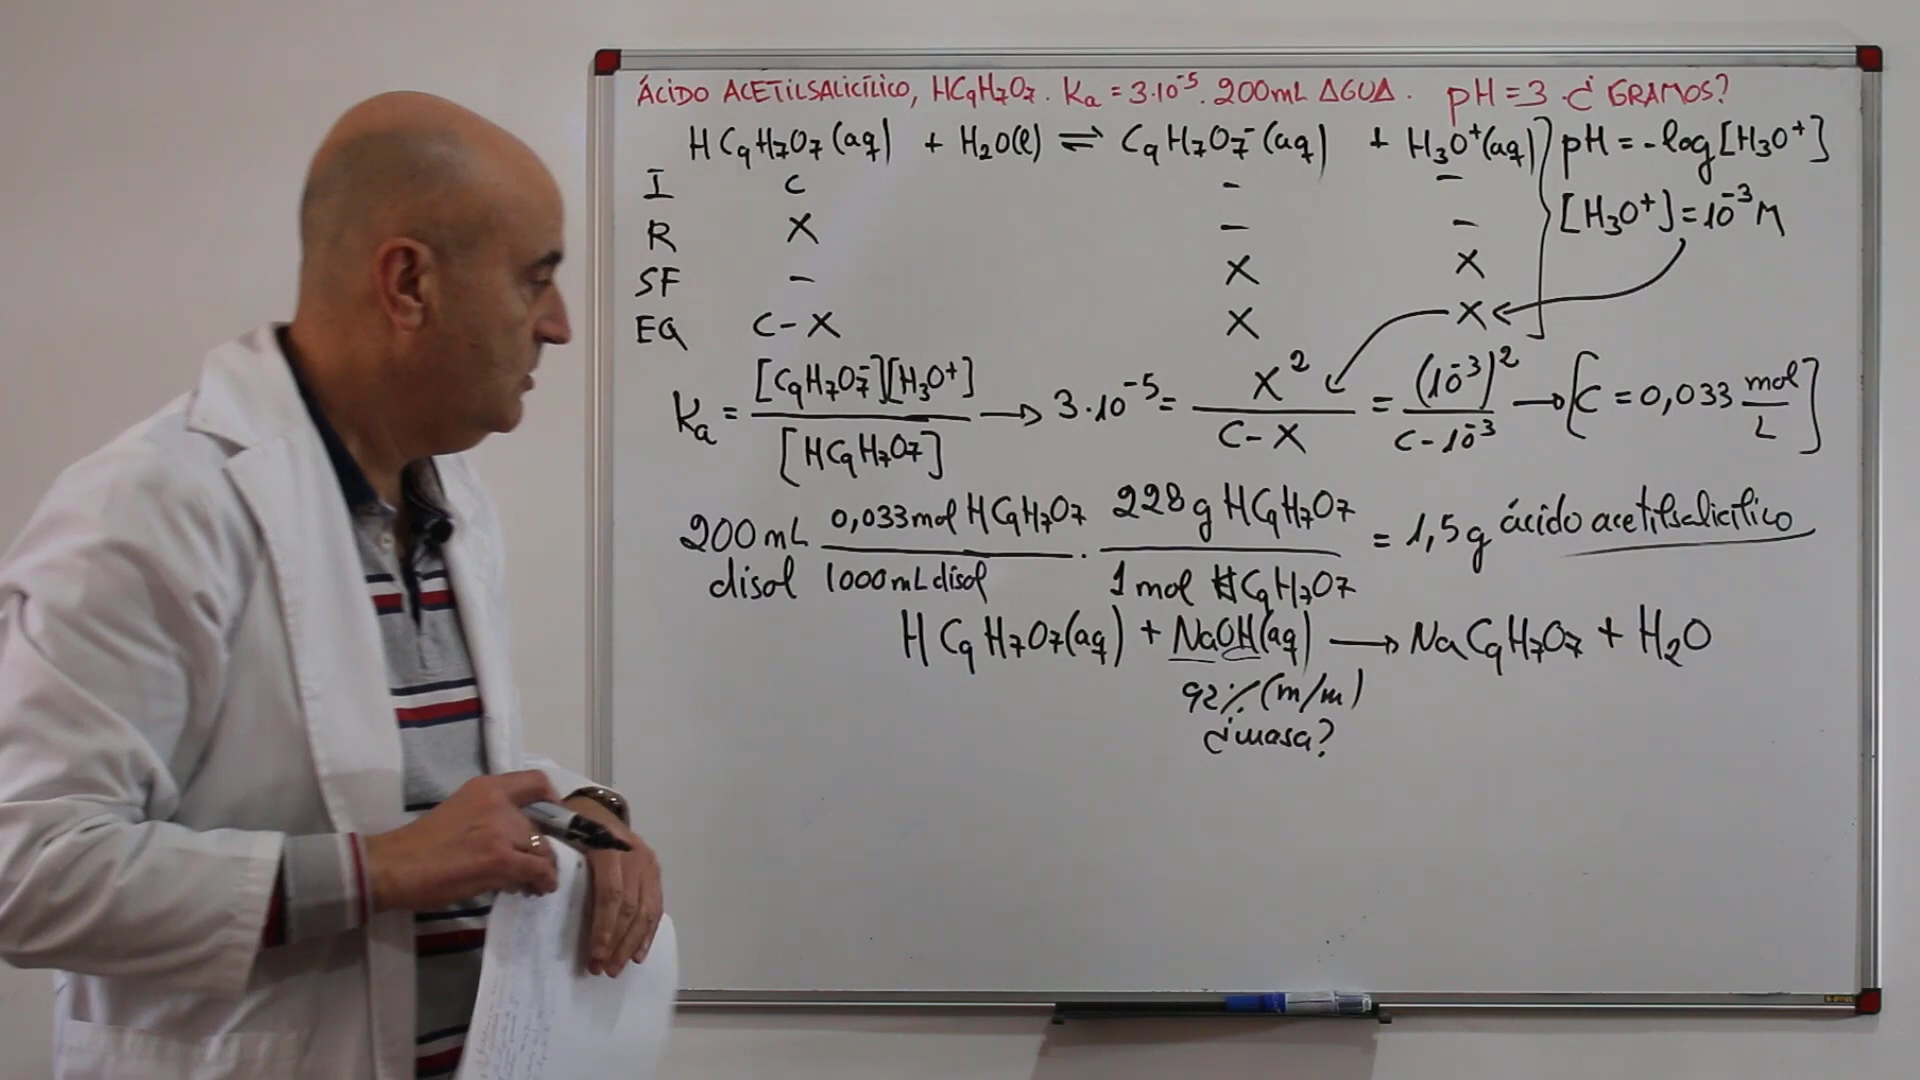 ÁCIDO ACETILSALICÍLICO, HC9H7O7. Ka = 3·10⁻⁵. 200mL AGUA. pH=3 ¿GRAMOS?
HC9H7O7(aq) + H2O(l) ⇌ C9H7O7⁻(aq) + H3O⁺(aq) pH = -log[H3O⁺]
I C - -
R X - - [H3O⁺] = 10⁻³ M
SF - X X
EQ C-X X X
Ka = [C9H7O7⁻][H3O⁺] / [HC9H7O7] → 3·10⁻⁵ = X² / C-X = (10⁻³)² / C-10⁻³ → [C = 0,033 mol/L]
200 mL disol 0,033 mol HC9H7O7 / 1000 mL disol · 228 g HC9H7O7 / 1 mol HC9H7O7 = 1,5 g ácido acetilsalicílico
HC9H7O7(aq) + NaOH(aq) → NaC9H7O7 + H2O
92% (m/m)
¿masa?